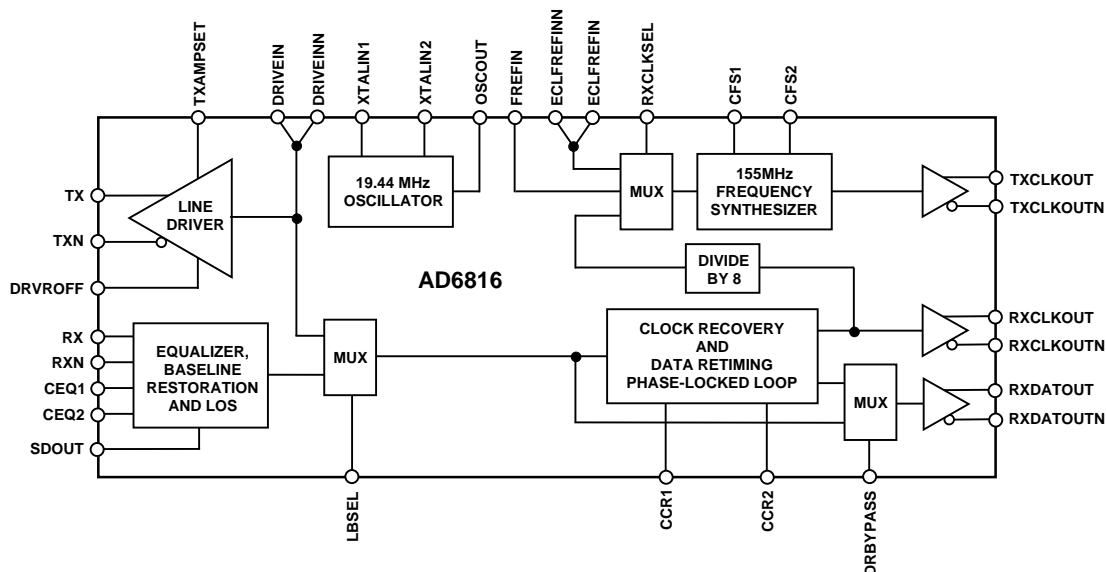 TXAMPSET
DRIVEIN
DRIVEINN
XTALIN1
XTALIN2
OSCOUT
FREFIN
ECLFREFINN
ECLFREFIN
RXCLKSEL
CFS1
CFS2
TX
TXN
DRVROFF
LINE
DRIVER
19.44 MHz
OSCILLATOR
MUX
155MHz
FREQUENCY
SYNTHESIZER
TXCLKOUT
TXCLKOUTN
DIVIDE
BY 8
AD6816
RX
RXN
CEQ1
CEQ2
SDOUT
EQUALIZER,
BASELINE
RESTORATION
AND LOS
MUX
CLOCK RECOVERY
AND
DATA RETIMING
PHASE-LOCKED LOOP
MUX
RXCLKOUT
RXCLKOUTN
RXDATOUT
RXDATOUTN
LBSEL
CCR1
CCR2